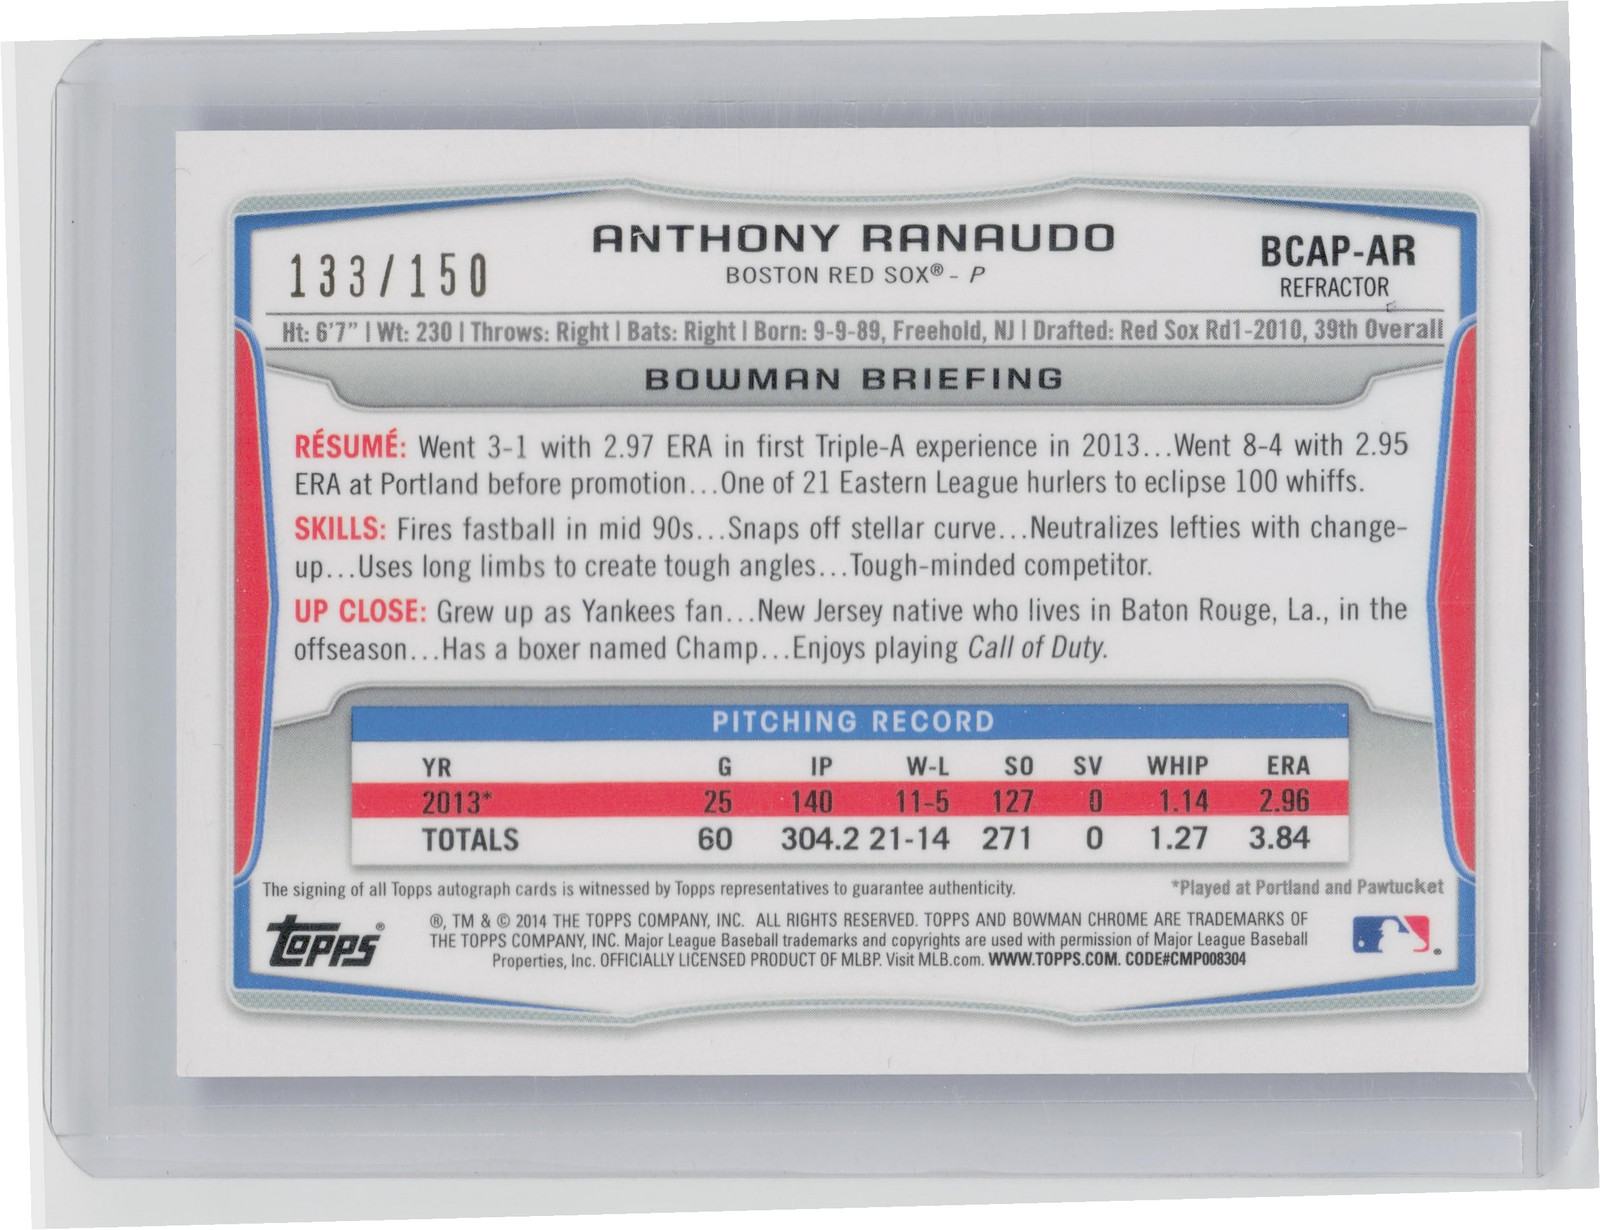 ANTHONY RANAUDO
133/150
BOSTON RED SOX® - P
BCAP-AR
REFRACTOR
Ht: 6'7" | Wt: 230 | Throws: Right | Bats: Right | Born: 9-9-89, Freehold, NJ | Drafted: Red Sox Rd1-2010, 39th Overall
BOWMAN BRIEFING
RÉSUMÉ: Went 3-1 with 2.97 ERA in first Triple-A experience in 2013...Went 8-4 with 2.95
ERA at Portland before promotion...One of 21 Eastern League hurlers to eclipse 100 whiffs.
SKILLS: Fires fastball in mid 90s...Snaps off stellar curve...Neutralizes lefties with change-
up...Uses long limbs to create tough angles...Tough-minded competitor.
UP CLOSE: Grew up as Yankees fan...New Jersey native who lives in Baton Rouge, La., in the
offseason...Has a boxer named Champ...Enjoys playing Call of Duty.
PITCHING RECORD
YR G IP W-L SO SV WHIP ERA
2013* 25 140 11-5 127 0 1.14 2.96
TOTALS 60 304.2 21-14 271 0 1.27 3.84
The signing of all Topps autograph cards is witnessed by Topps representatives to guarantee authenticity.
*Played at Portland and Pawtucket
Topps®
®, TM & © 2014 THE TOPPS COMPANY, INC. ALL RIGHTS RESERVED. TOPPS AND BOWMAN CHROME ARE TRADEMARKS OF
THE TOPPS COMPANY, INC. Major League Baseball trademarks and copyrights are used with permission of Major League Baseball
Properties, Inc. OFFICIALLY LICENSED PRODUCT OF MLBP. Visit MLB.com. WWW.TOPPS.COM. CODE#CMP008304